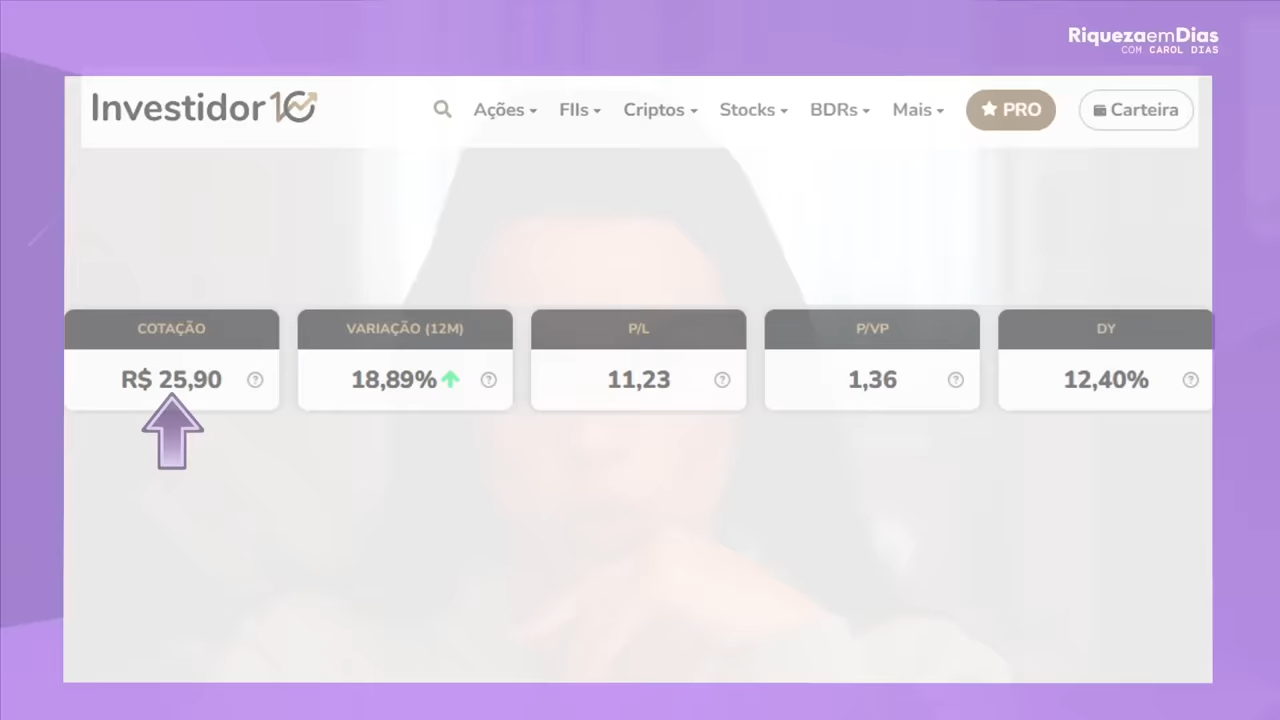 RiquezaemDias
COM CAROL DIAS
Investidor10
Ações FIIs Criptos Stocks BDRs Mais PRO Carteira
COTAÇÃO VARIAÇÃO (12M) P/L P/VP DY
R$ 25,90 ? 18,89% ? 11,23 ? 1,36 ? 12,40% ?